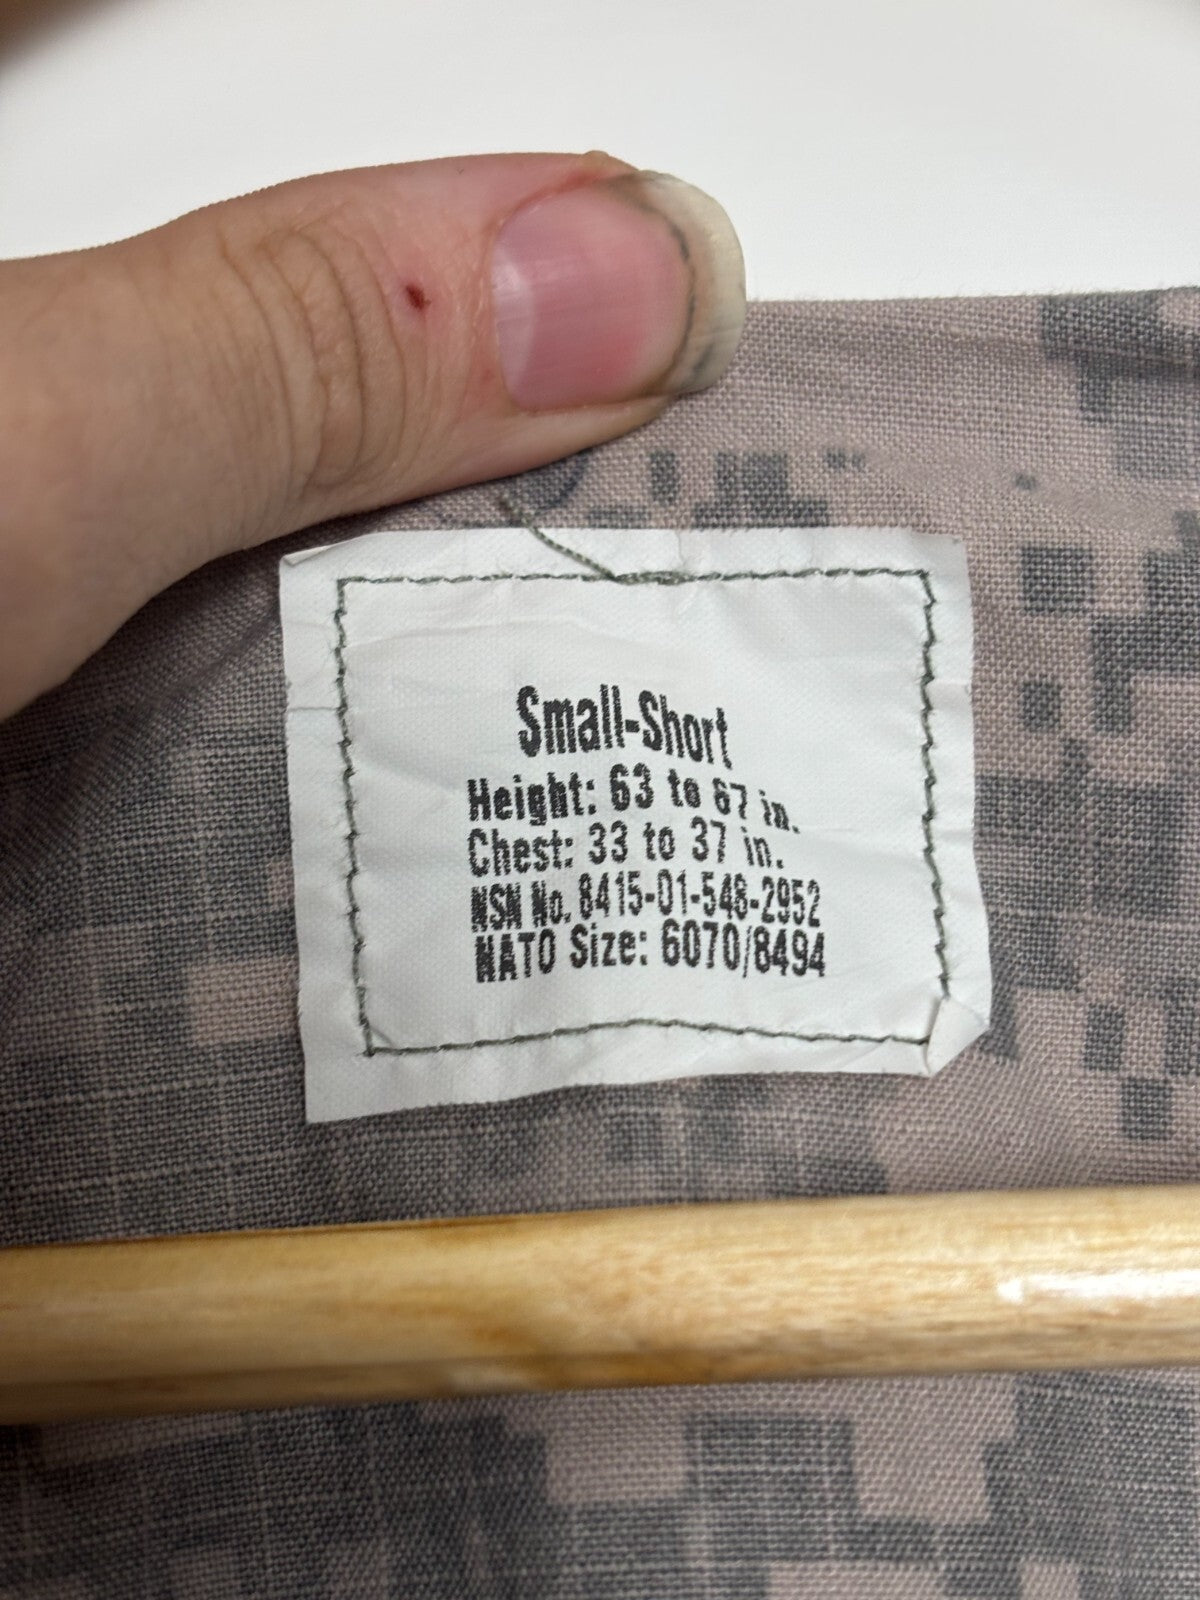 Small-Short
Height: 63 to 67 in.
Chest: 33 to 37 in.
NSN No. 8415-01-548-2952
NATO Size: 6070/8494